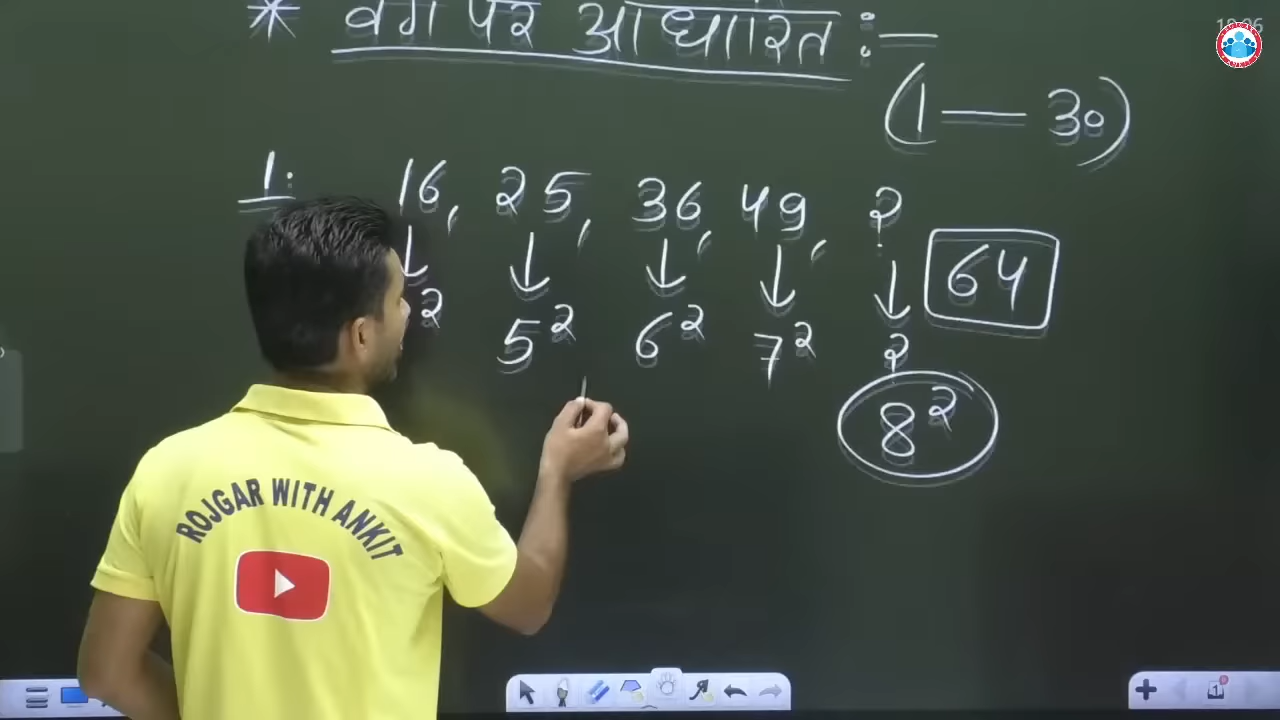 * वर्ग पर आधारित :—
(1 — 30)
1. 16, 25, 36, 49, ?
64
2 5² 6² 7² ?
8²
ROJGAR WITH ANKIT